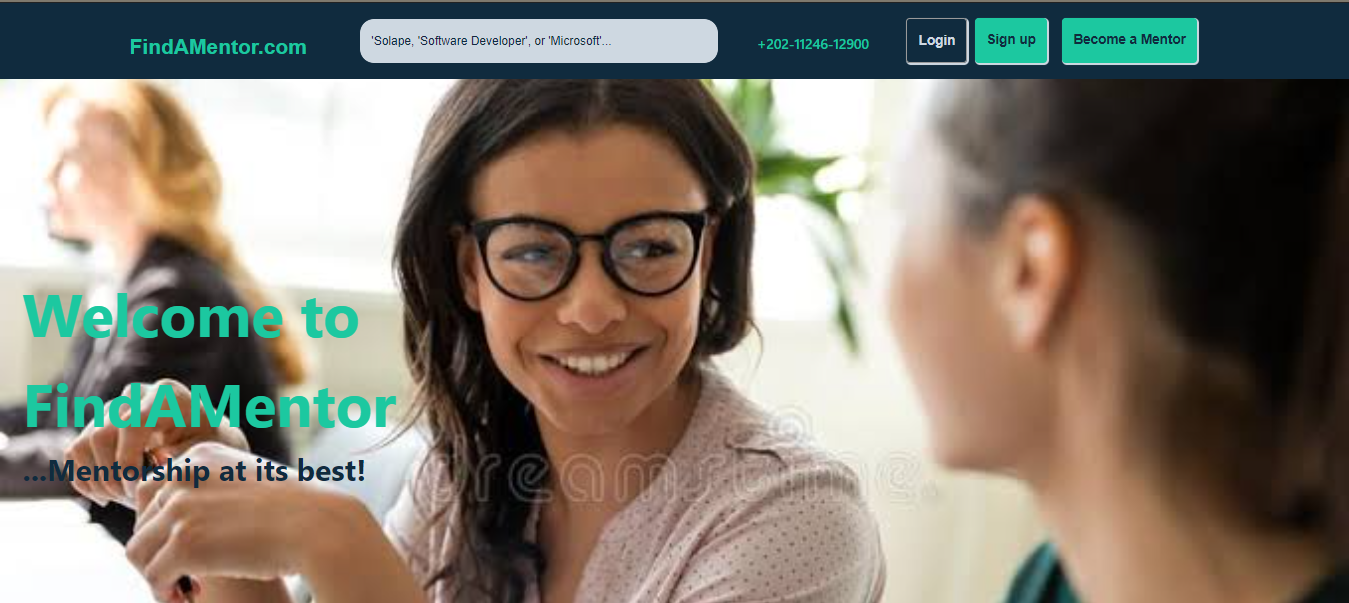 FindAMentor.com
'Solape, 'Software Developer', or 'Microsoft'...
+202-11246-12900
Login
Sign up
Become a Mentor
Welcome to
FindAMentor
...Mentorship at its best!
dreamstime.